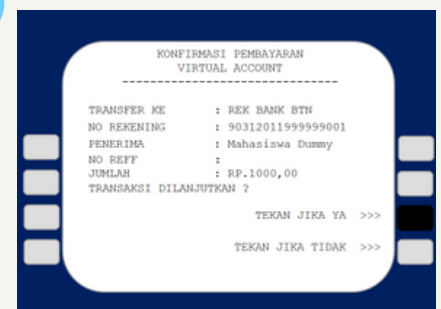 KONFIRMASI PEMBAYARAN
VIRTUAL ACCOUNT
--------------------------------
TRANSFER KE : REK BANK BTN
NO REKENING : 90312011999999001
PENERIMA : Mahasiswa Dummy
NO REFF :
JUMLAH : RP.1000,00
TRANSAKSI DILANJUTKAN ?
TEKAN JIKA YA >>>
TEKAN JIKA TIDAK >>>